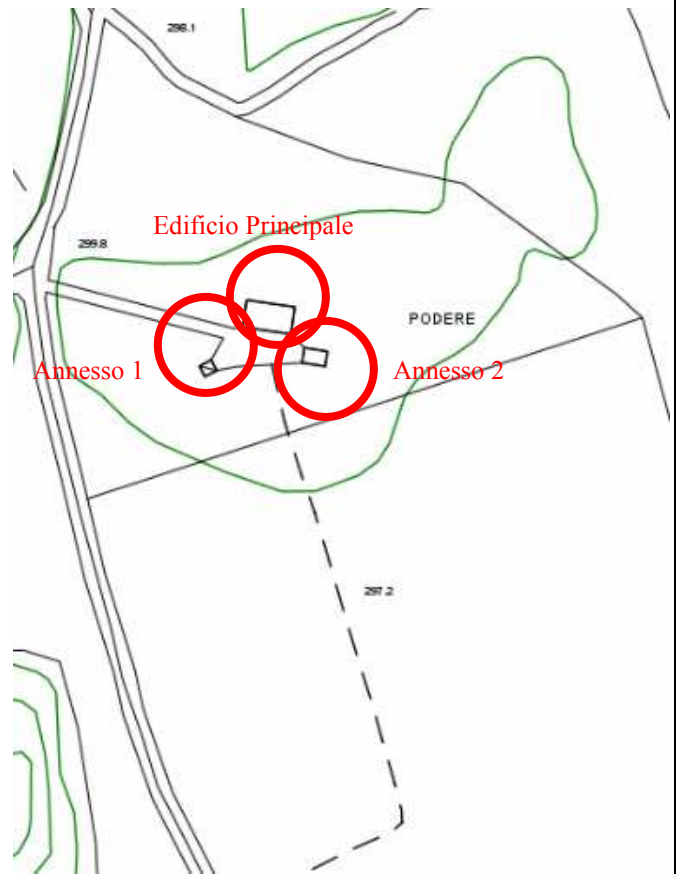 298.1
Edificio Principale
299.8
PODERE
Annesso 1
Annesso 2
297.2